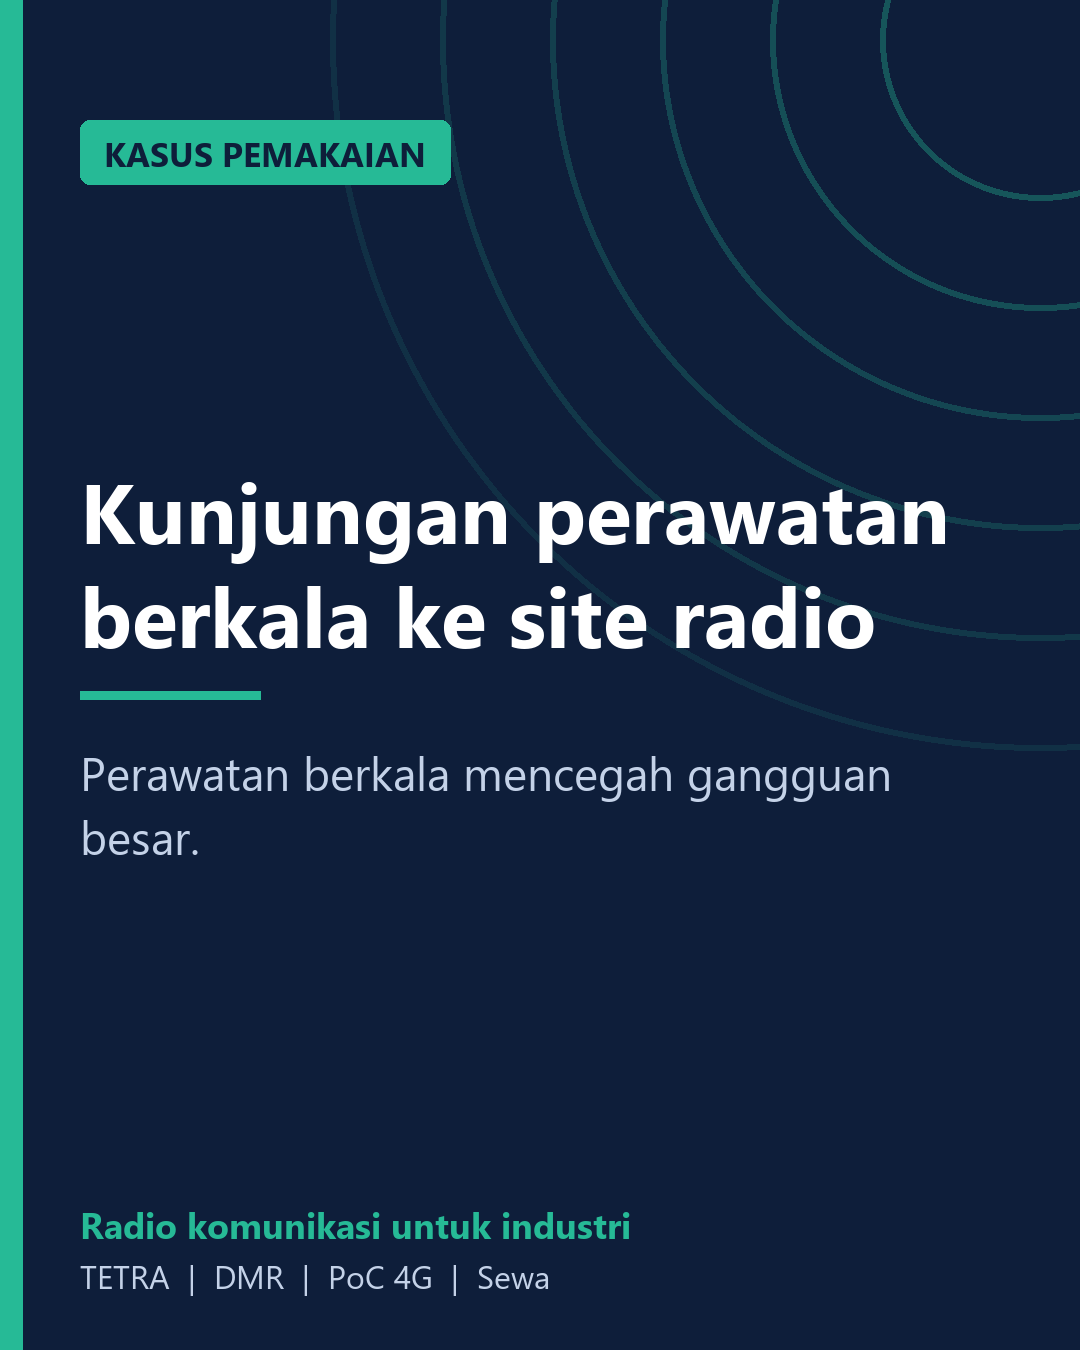 KASUS PEMAKAIAN
Kunjungan perawatan
berkala ke site radio
Perawatan berkala mencegah gangguan
besar.
Radio komunikasi untuk industri
TETRA | DMR | PoC 4G | Sewa